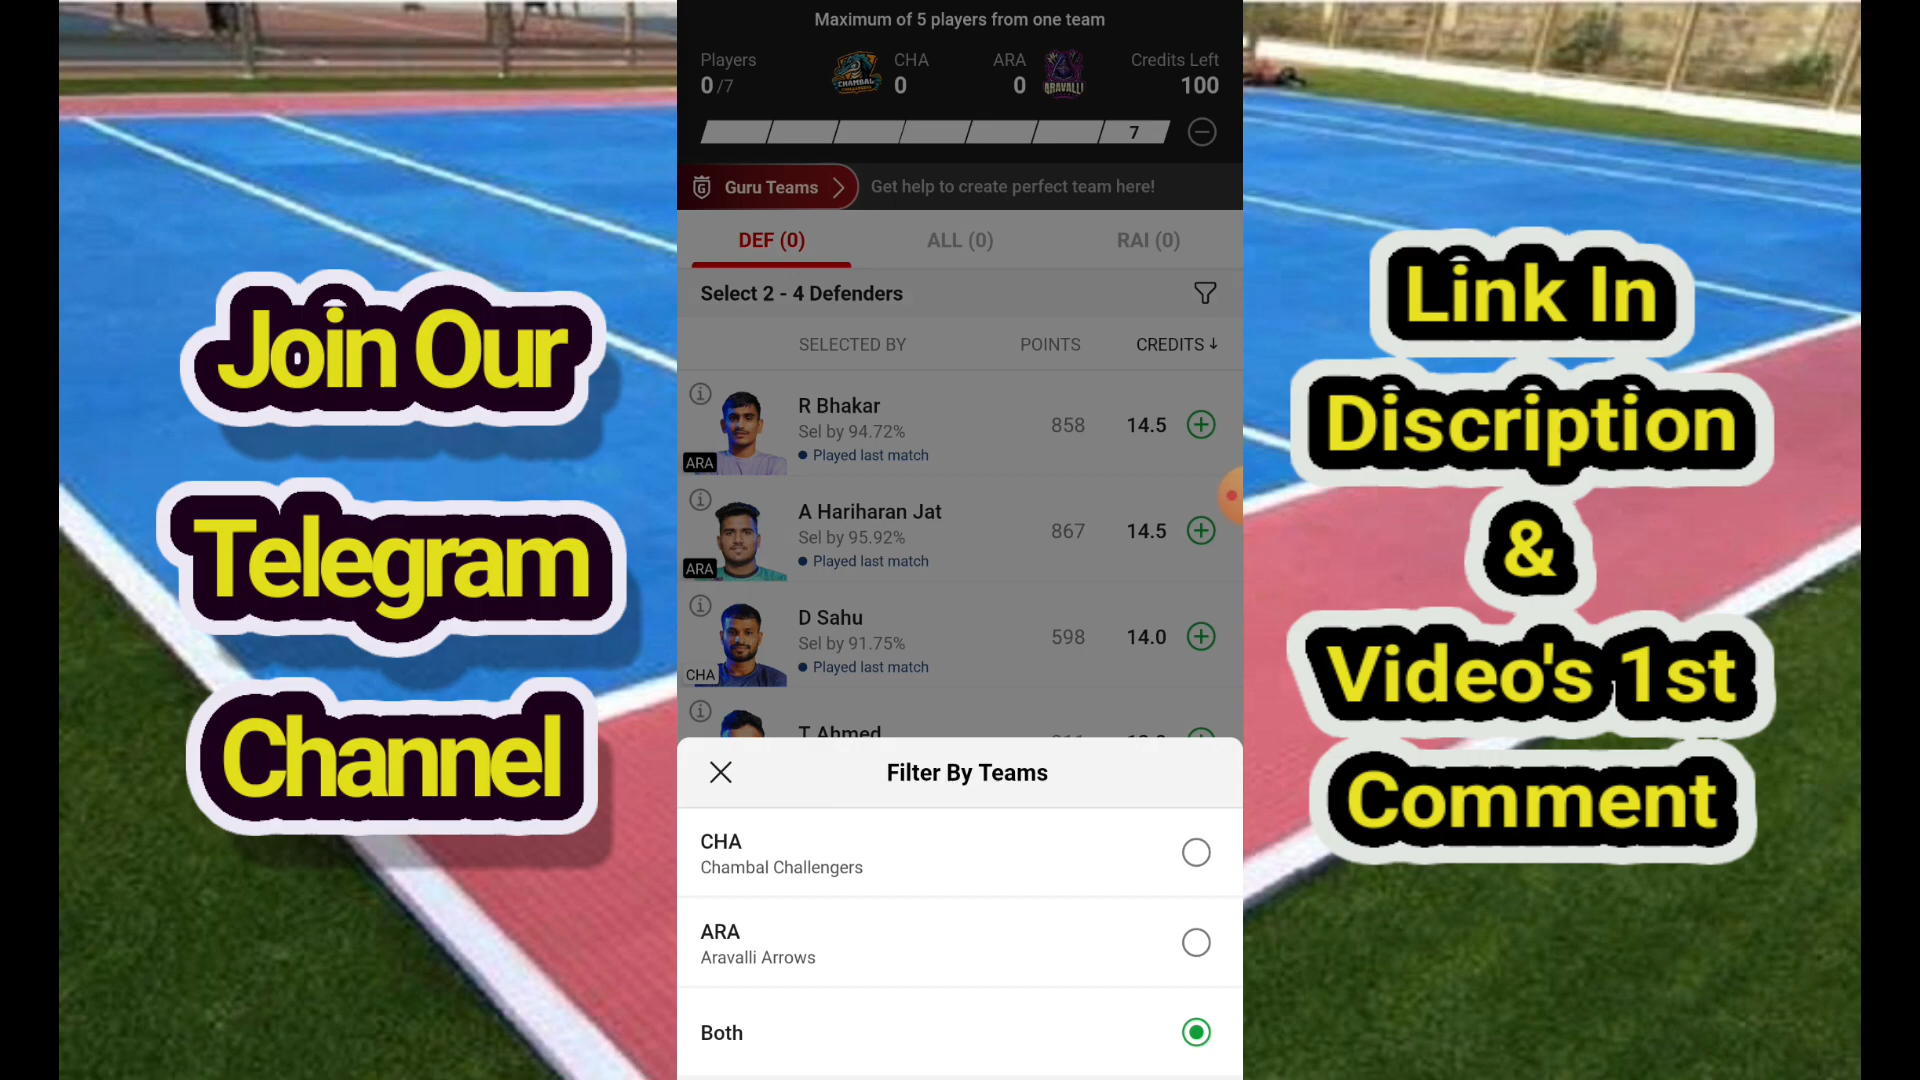 Join Our
Telegram
Channel
Maximum of 5 players from one team
Players
0 /7
CHAMBAL
CHA
0
ARA
0
ARAVALLI
Credits Left
100
7
Guru Teams
Get help to create perfect team here!
DEF (0)
ALL (0)
RAI (0)
Select 2 - 4 Defenders
SELECTED BY
POINTS
CREDITS ↓
R Bhakar
Sel by 94.72%
Played last match
ARA
858
14.5
A Hariharan Jat
Sel by 95.92%
Played last match
ARA
867
14.5
D Sahu
Sel by 91.75%
Played last match
CHA
598
14.0
T Ahmed
Filter By Teams
CHA
Chambal Challengers
ARA
Aravalli Arrows
Both
Link In
Discription
&
Video's 1st
Comment